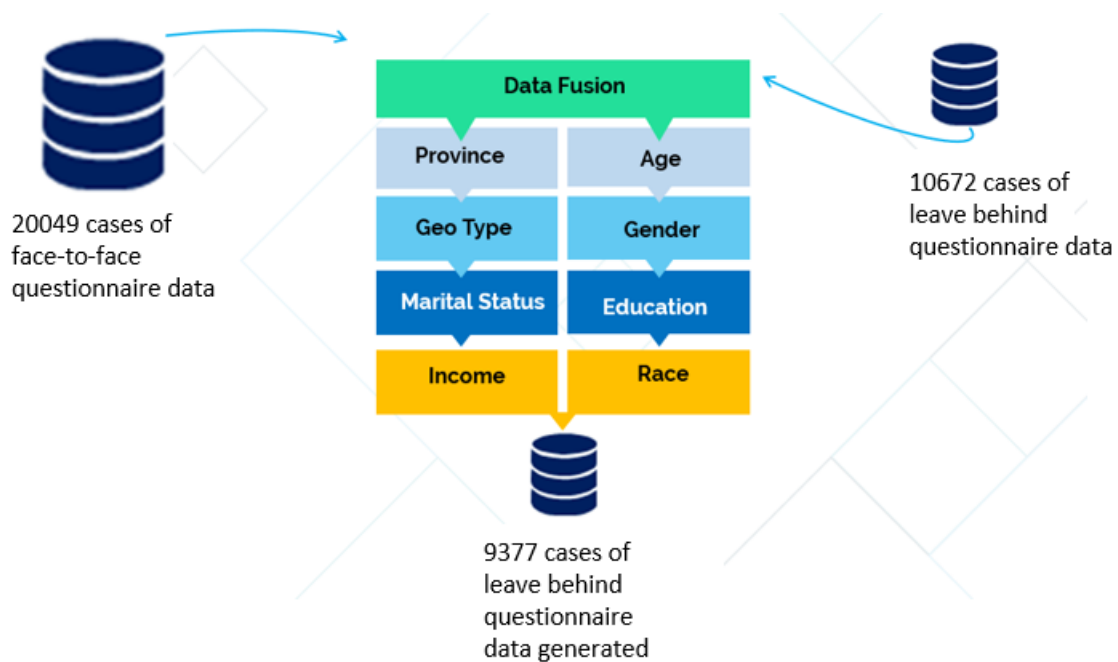 Data Fusion
Province
Age
Geo Type
Gender
Marital Status
Education
Income
Race
20049 cases of
face-to-face
questionnaire data
10672 cases of
leave behind
questionnaire data
9377 cases of
leave behind
questionnaire
data generated